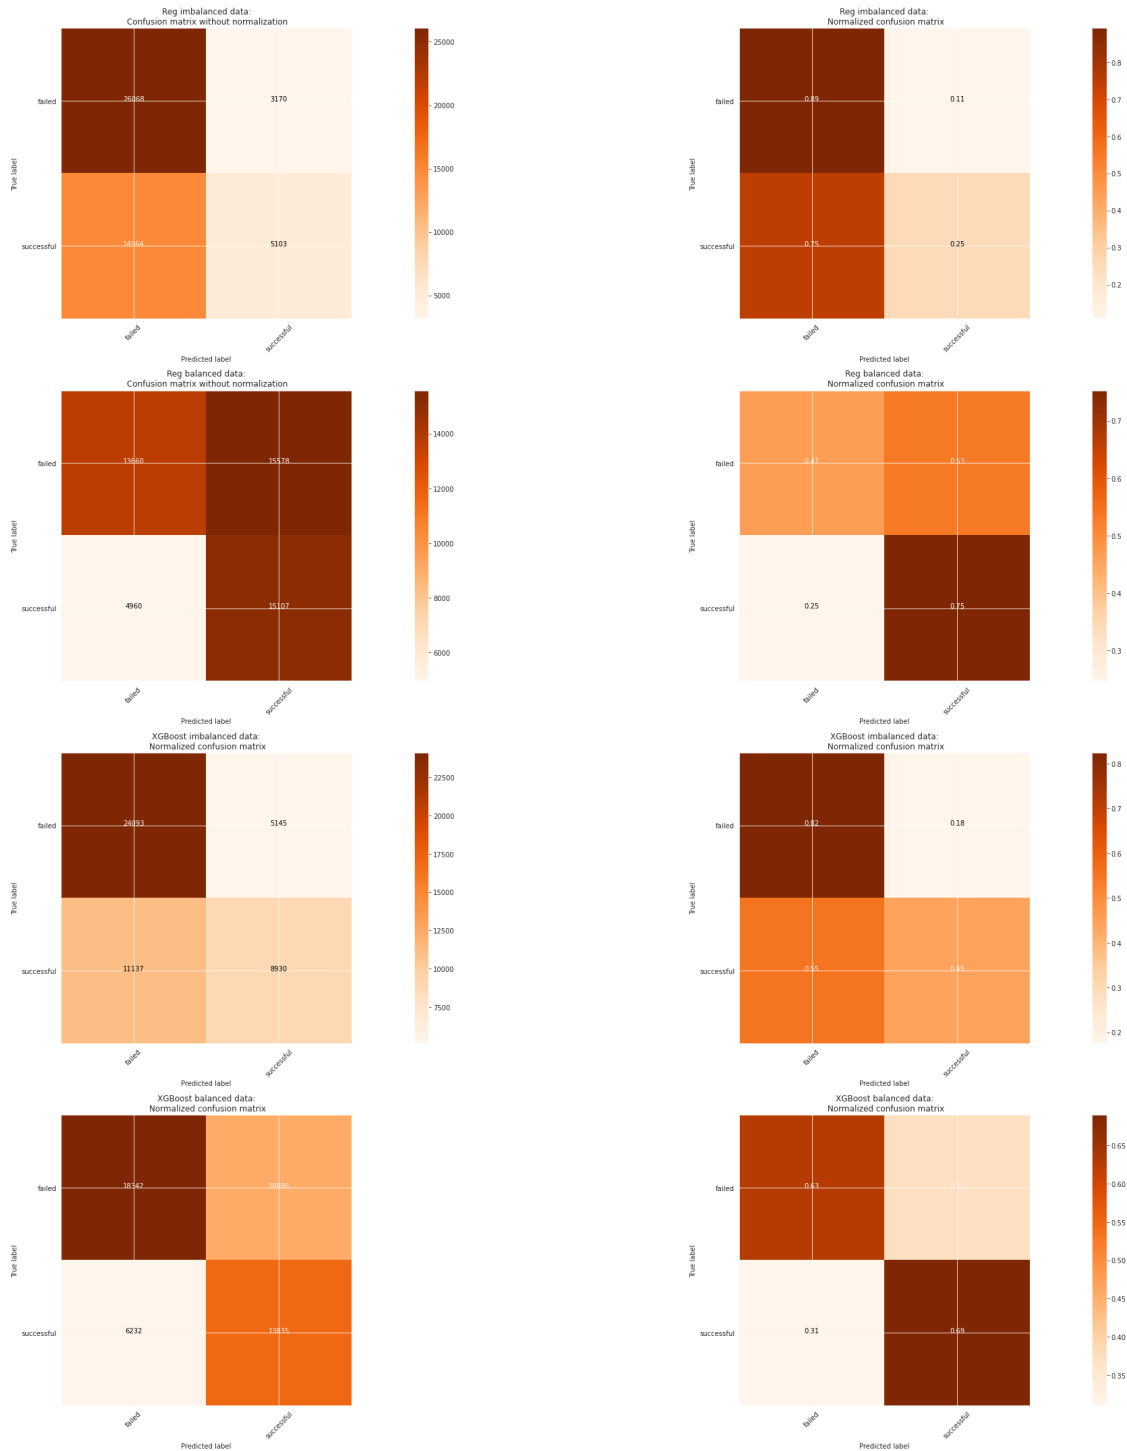 Reg imbalanced data:
Confusion matrix without normalization
True label
failed
successful
26068
3170
14964
5103
failed
successful
Predicted label
25000
20000
15000
10000
5000
Reg imbalanced data:
Normalized confusion matrix
True label
failed
successful
0.89
0.11
0.75
0.25
failed
successful
Predicted label
0.8
0.7
0.6
0.5
0.4
0.3
0.2
Reg balanced data:
Confusion matrix without normalization
True label
failed
successful
13660
15578
4960
15107
failed
successful
Predicted label
14000
12000
10000
8000
6000
Reg balanced data:
Normalized confusion matrix
True label
failed
successful
0.47
0.53
0.25
0.75
failed
successful
Predicted label
0.7
0.6
0.5
0.4
0.3
XGBoost imbalanced data:
Normalized confusion matrix
True label
failed
successful
24093
5145
11137
8930
failed
successful
Predicted label
22500
20000
17500
15000
12500
10000
7500
XGBoost imbalanced data:
Normalized confusion matrix
True label
failed
successful
0.82
0.18
0.55
0.45
failed
successful
Predicted label
0.8
0.7
0.6
0.5
0.4
0.3
0.2
XGBoost balanced data:
Normalized confusion matrix
True label
failed
successful
18342
10896
6232
13835
failed
successful
Predicted label
XGBoost balanced data:
Normalized confusion matrix
True label
failed
successful
0.63
0.37
0.31
0.69
failed
successful
Predicted label
0.65
0.60
0.55
0.50
0.45
0.40
0.35